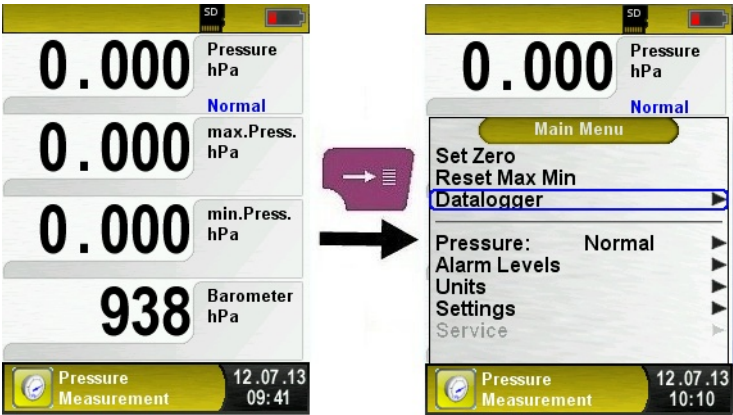 SD
0.000
Pressure
hPa
Normal
0.000
max.Press.
hPa
0.000
min.Press.
hPa
938
Barometer
hPa
Pressure
Measurement
12.07.13
09:41
SD
0.000
Pressure
hPa
Normal
Main Menu
Set Zero
Reset Max Min
Datalogger
Pressure: Normal
Alarm Levels
Units
Settings
Service
Pressure
Measurement
12.07.13
10:10